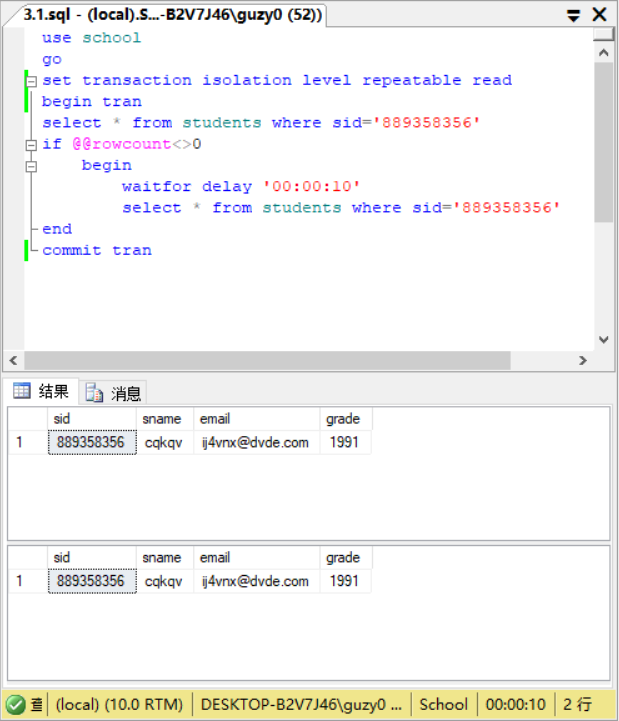 3.1.sql - (local).S...-B2V7J46\guzy0 (52))
use school
go
set transaction isolation level repeatable read
begin tran
select * from students where sid='889358356'
if @@rowcount<>0
begin
waitfor delay '00:00:10'
select * from students where sid='889358356'
end
commit tran
结果 消息
sid sname email grade
1 889358356 cqkqv ij4vnx@dvde.com 1991
sid sname email grade
1 889358356 cqkqv ij4vnx@dvde.com 1991
(local) (10.0 RTM) DESKTOP-B2V7J46\guzy0 ... School 00:00:10 2 行